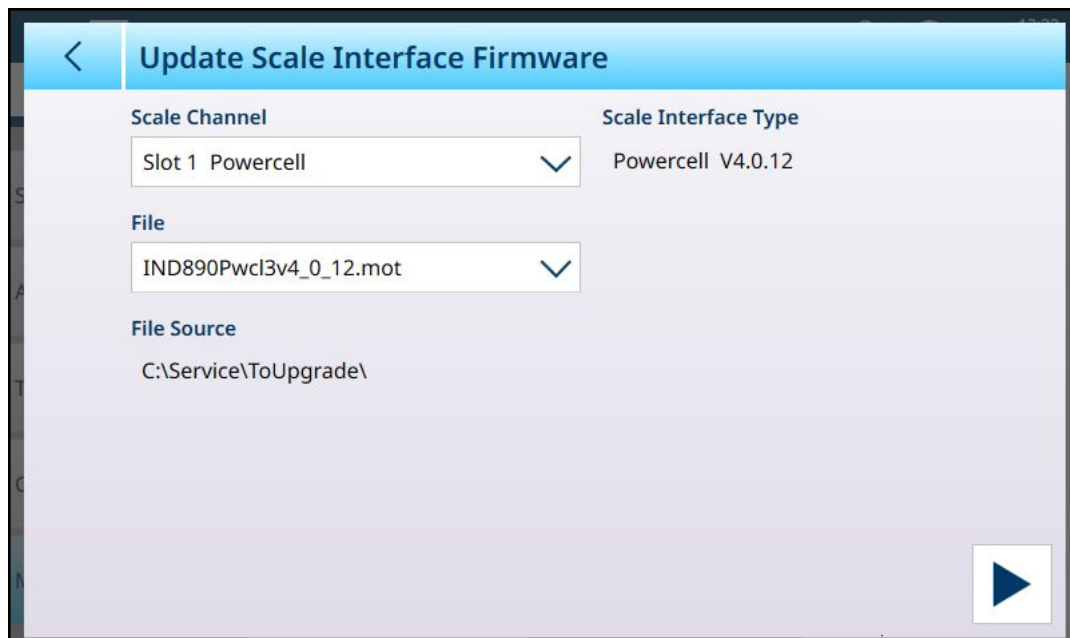 Update Scale Interface Firmware
Scale Channel
Scale Interface Type
Slot 1 Powercell
Powercell V4.0.12
File
IND890Pwcl3v4_0_12.mot
File Source
C:\Service\ToUpgrade\